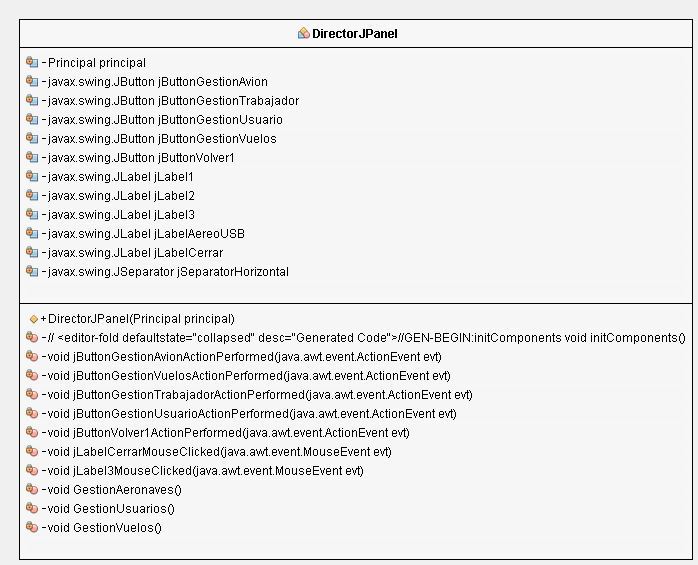 DirectorJPanel
-Principal principal
-javax.swing.JButton jButtonGestionAvion
-javax.swing.JButton jButtonGestionTrabajador
-javax.swing.JButton jButtonGestionUsuario
-javax.swing.JButton jButtonGestionVuelos
-javax.swing.JButton jButtonVolver1
-javax.swing.JLabel jLabel1
-javax.swing.JLabel jLabel2
-javax.swing.JLabel jLabel3
-javax.swing.JLabel jLabelAereoUSB
-javax.swing.JLabel jLabelCerrar
-javax.swing.JSeparator jSeparatorHorizontal
+DirectorJPanel(Principal principal)
-// <editor-fold defaultstate="collapsed" desc="Generated Code">//GEN-BEGIN:initComponents void initComponents()
-void jButtonGestionAvionActionPerformed(java.awt.event.ActionEvent evt)
-void jButtonGestionVuelosActionPerformed(java.awt.event.ActionEvent evt)
-void jButtonGestionTrabajadorActionPerformed(java.awt.event.ActionEvent evt)
-void jButtonGestionUsuarioActionPerformed(java.awt.event.ActionEvent evt)
-void jButtonVolver1ActionPerformed(java.awt.event.ActionEvent evt)
-void jLabelCerrarMouseClicked(java.awt.event.MouseEvent evt)
-void jLabel3MouseClicked(java.awt.event.MouseEvent evt)
-void GestionAeronaves()
-void GestionUsuarios()
-void GestionVuelos()